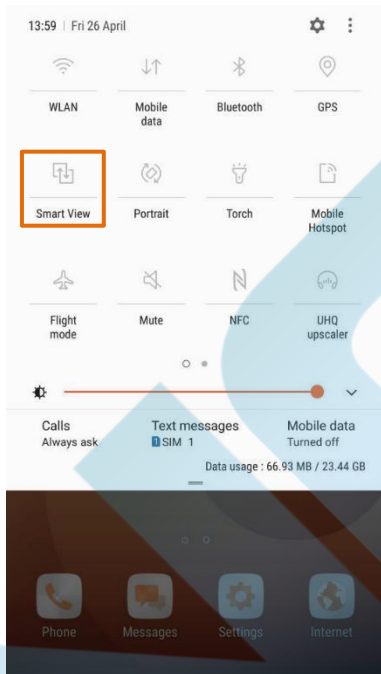 13:59 | Fri 26 April
WLAN
Mobile
data
Bluetooth
GPS
Smart View
Portrait
Torch
Mobile
Hotspot
Flight
mode
Mute
NFC
UHQ
upscaler
Calls
Always ask
Text messages
1 SIM 1
Mobile data
Turned off
Data usage : 66.93 MB / 23.44 GB
Phone
Messages
Settings
Internet